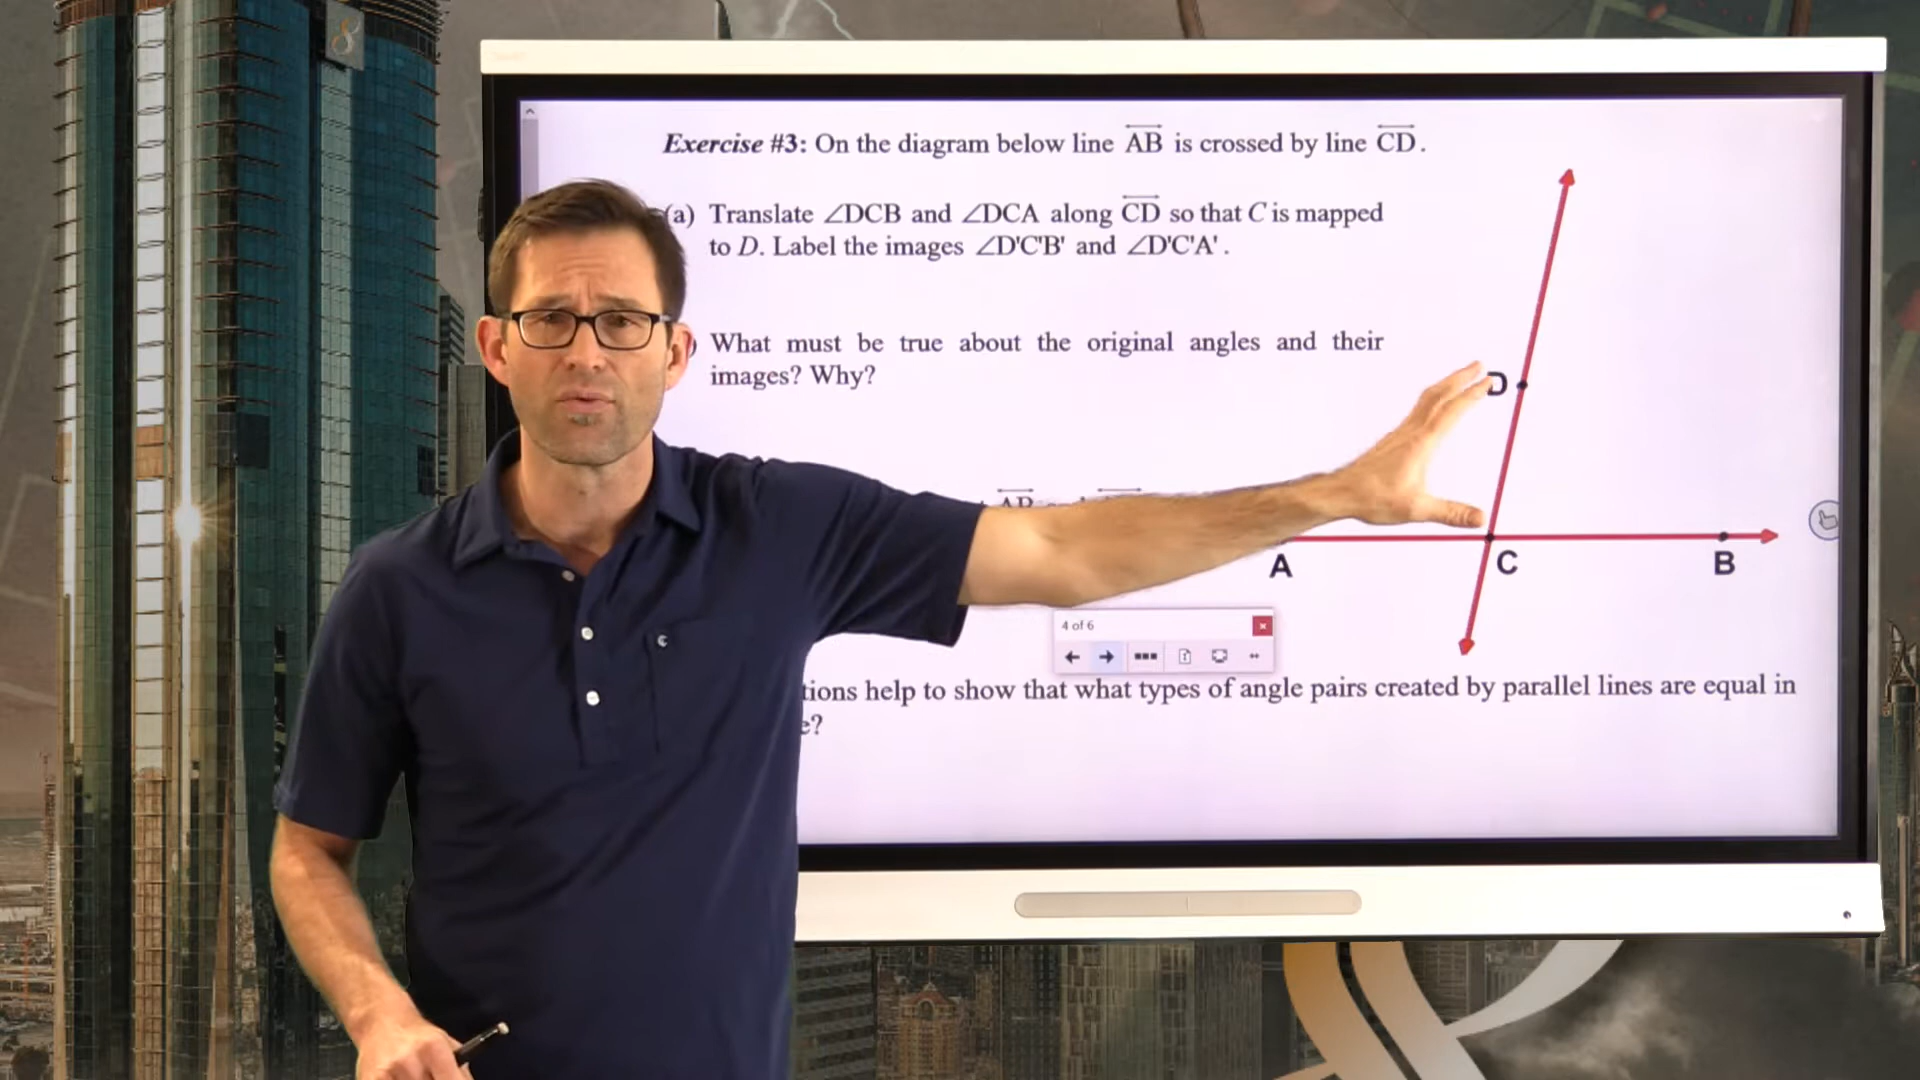 Exercise #3: On the diagram below line AB is crossed by line CD.
(a) Translate ∠DCB and ∠DCA along CD so that C is mapped
to D. Label the images ∠D'C'B' and ∠D'C'A'.
What must be true about the original angles and their
images? Why?
D
AB
A
C
B
4 of 6
help to show that what types of angle pairs created by parallel lines are equal in